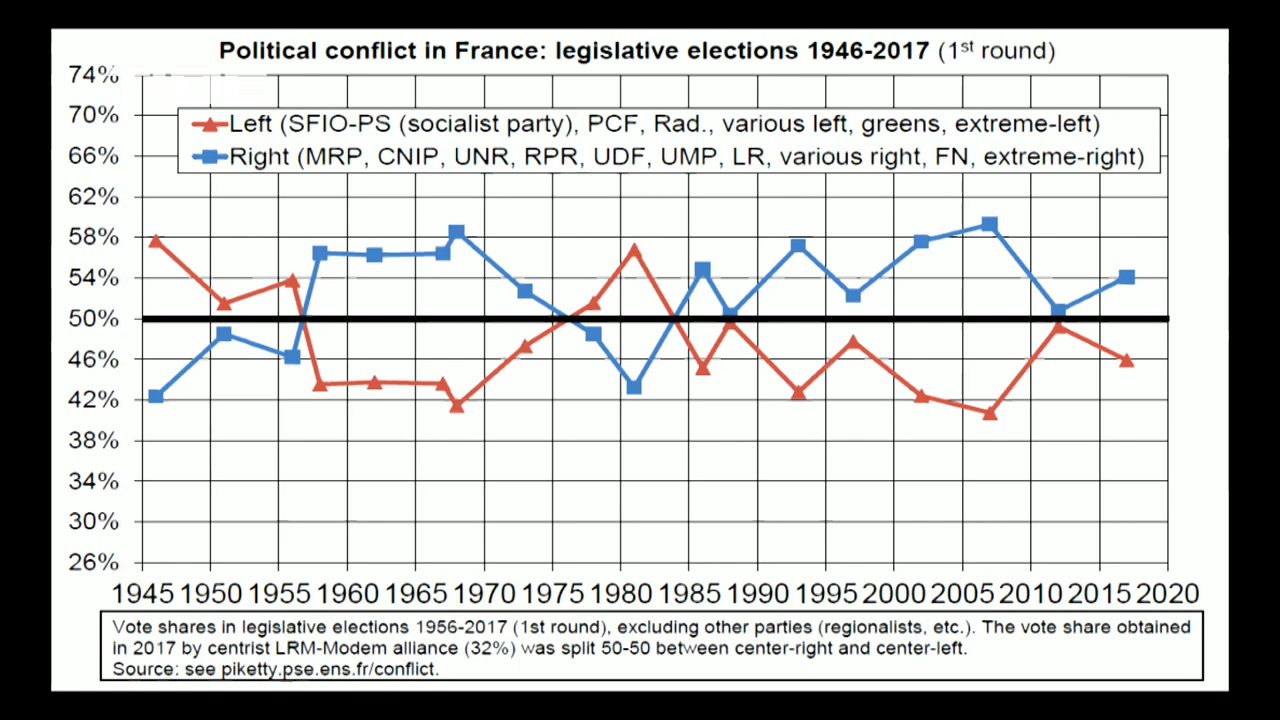 Political conflict in France: legislative elections 1946-2017 (1st round)
74%
70%
66%
62%
58%
54%
50%
46%
42%
38%
34%
30%
26%
Left (SFIO-PS (socialist party), PCF, Rad., various left, greens, extreme-left)
Right (MRP, CNIP, UNR, RPR, UDF, UMP, LR, various right, FN, extreme-right)
1945 1950 1955 1960 1965 1970 1975 1980 1985 1990 1995 2000 2005 2010 2015 2020
Vote shares in legislative elections 1956-2017 (1st round), excluding other parties (regionalists, etc.). The vote share obtained
in 2017 by centrist LRM-Modem alliance (32%) was split 50-50 between center-right and center-left.
Source: see piketty.pse.ens.fr/conflict.